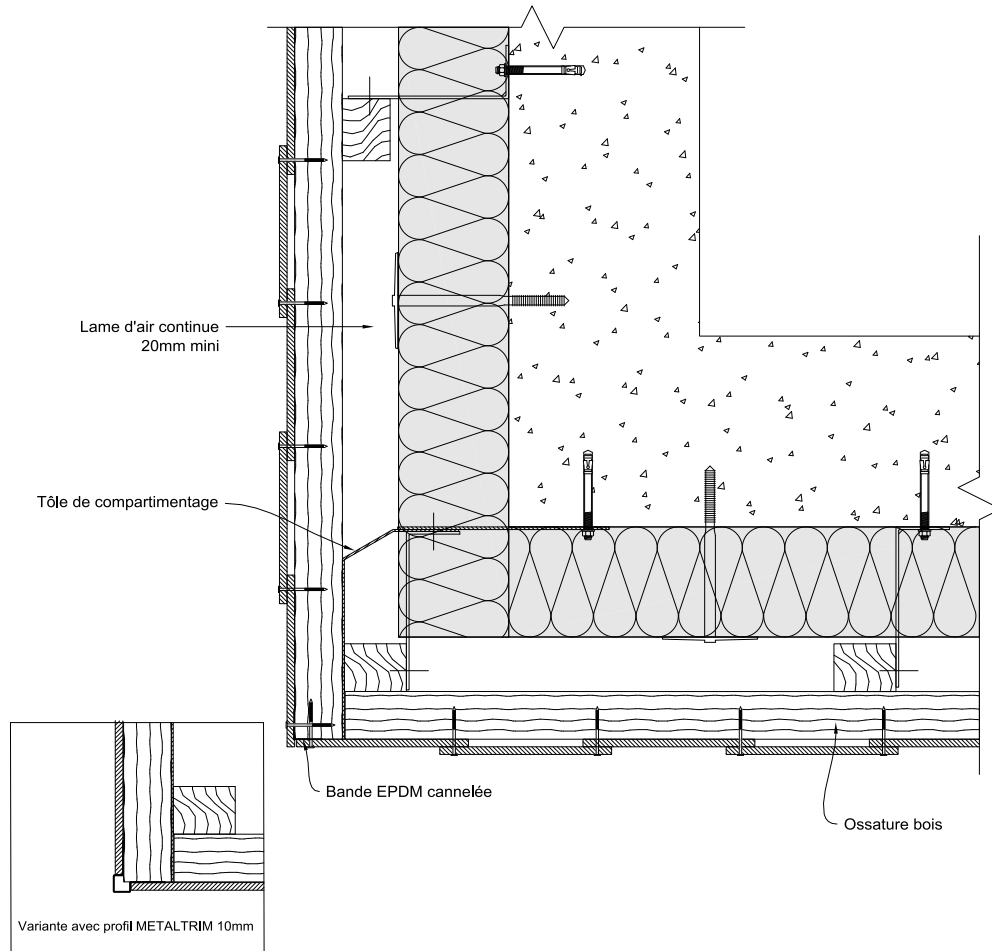 Lame d'air continue
20mm mini
Tôle de compartimentage
Bande EPDM cannelée
Ossature bois
Variante avec profil METALTRIM 10mm